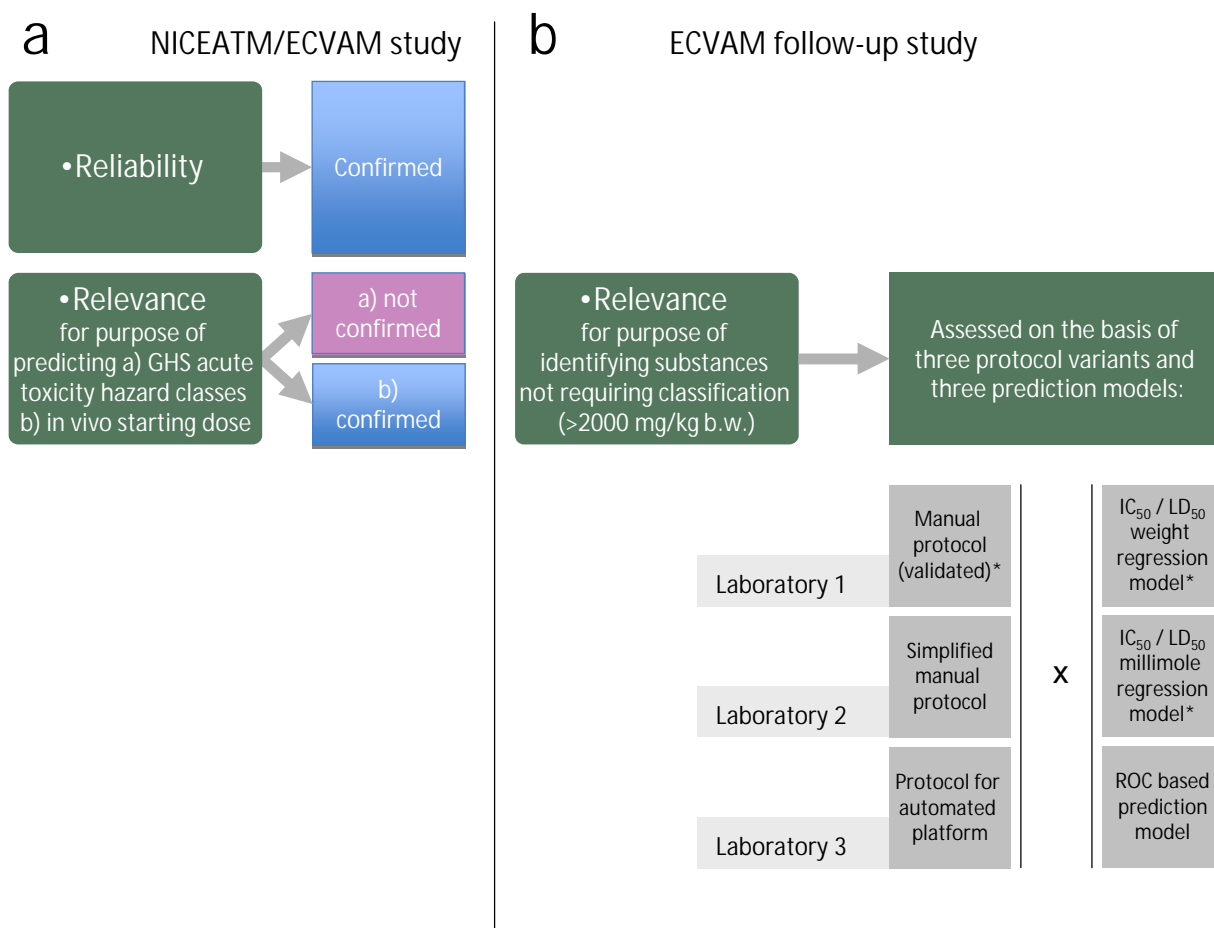 a
NICEATM/ECVAM study
•Reliability
Confirmed
•Relevance
for purpose of
predicting a) GHS acute
toxicity hazard classes
b) in vivo starting dose
a) not
confirmed
b)
confirmed
b
ECVAM follow-up study
•Relevance
for purpose of
identifying substances
not requiring classification
(>2000 mg/kg b.w.)
Assessed on the basis of
three protocol variants and
three prediction models:
Laboratory 1
Manual
protocol
(validated)*
Laboratory 2
Simplified
manual
protocol
Laboratory 3
Protocol for
automated
platform
x
IC50 / LD50
weight
regression
model*
IC50 / LD50
millimole
regression
model*
ROC based
prediction
model